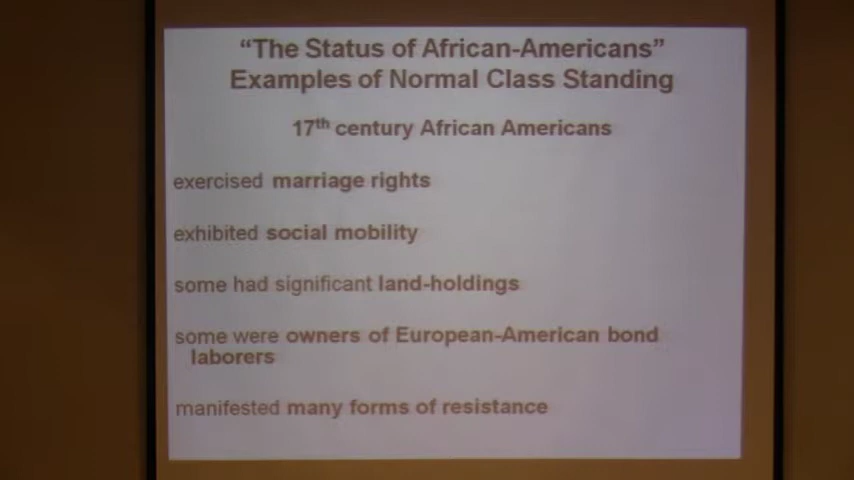 “The Status of African-Americans”
Examples of Normal Class Standing
17th century African Americans
exercised marriage rights
exhibited social mobility
some had significant land-holdings
some were owners of European-American bond
laborers
manifested many forms of resistance